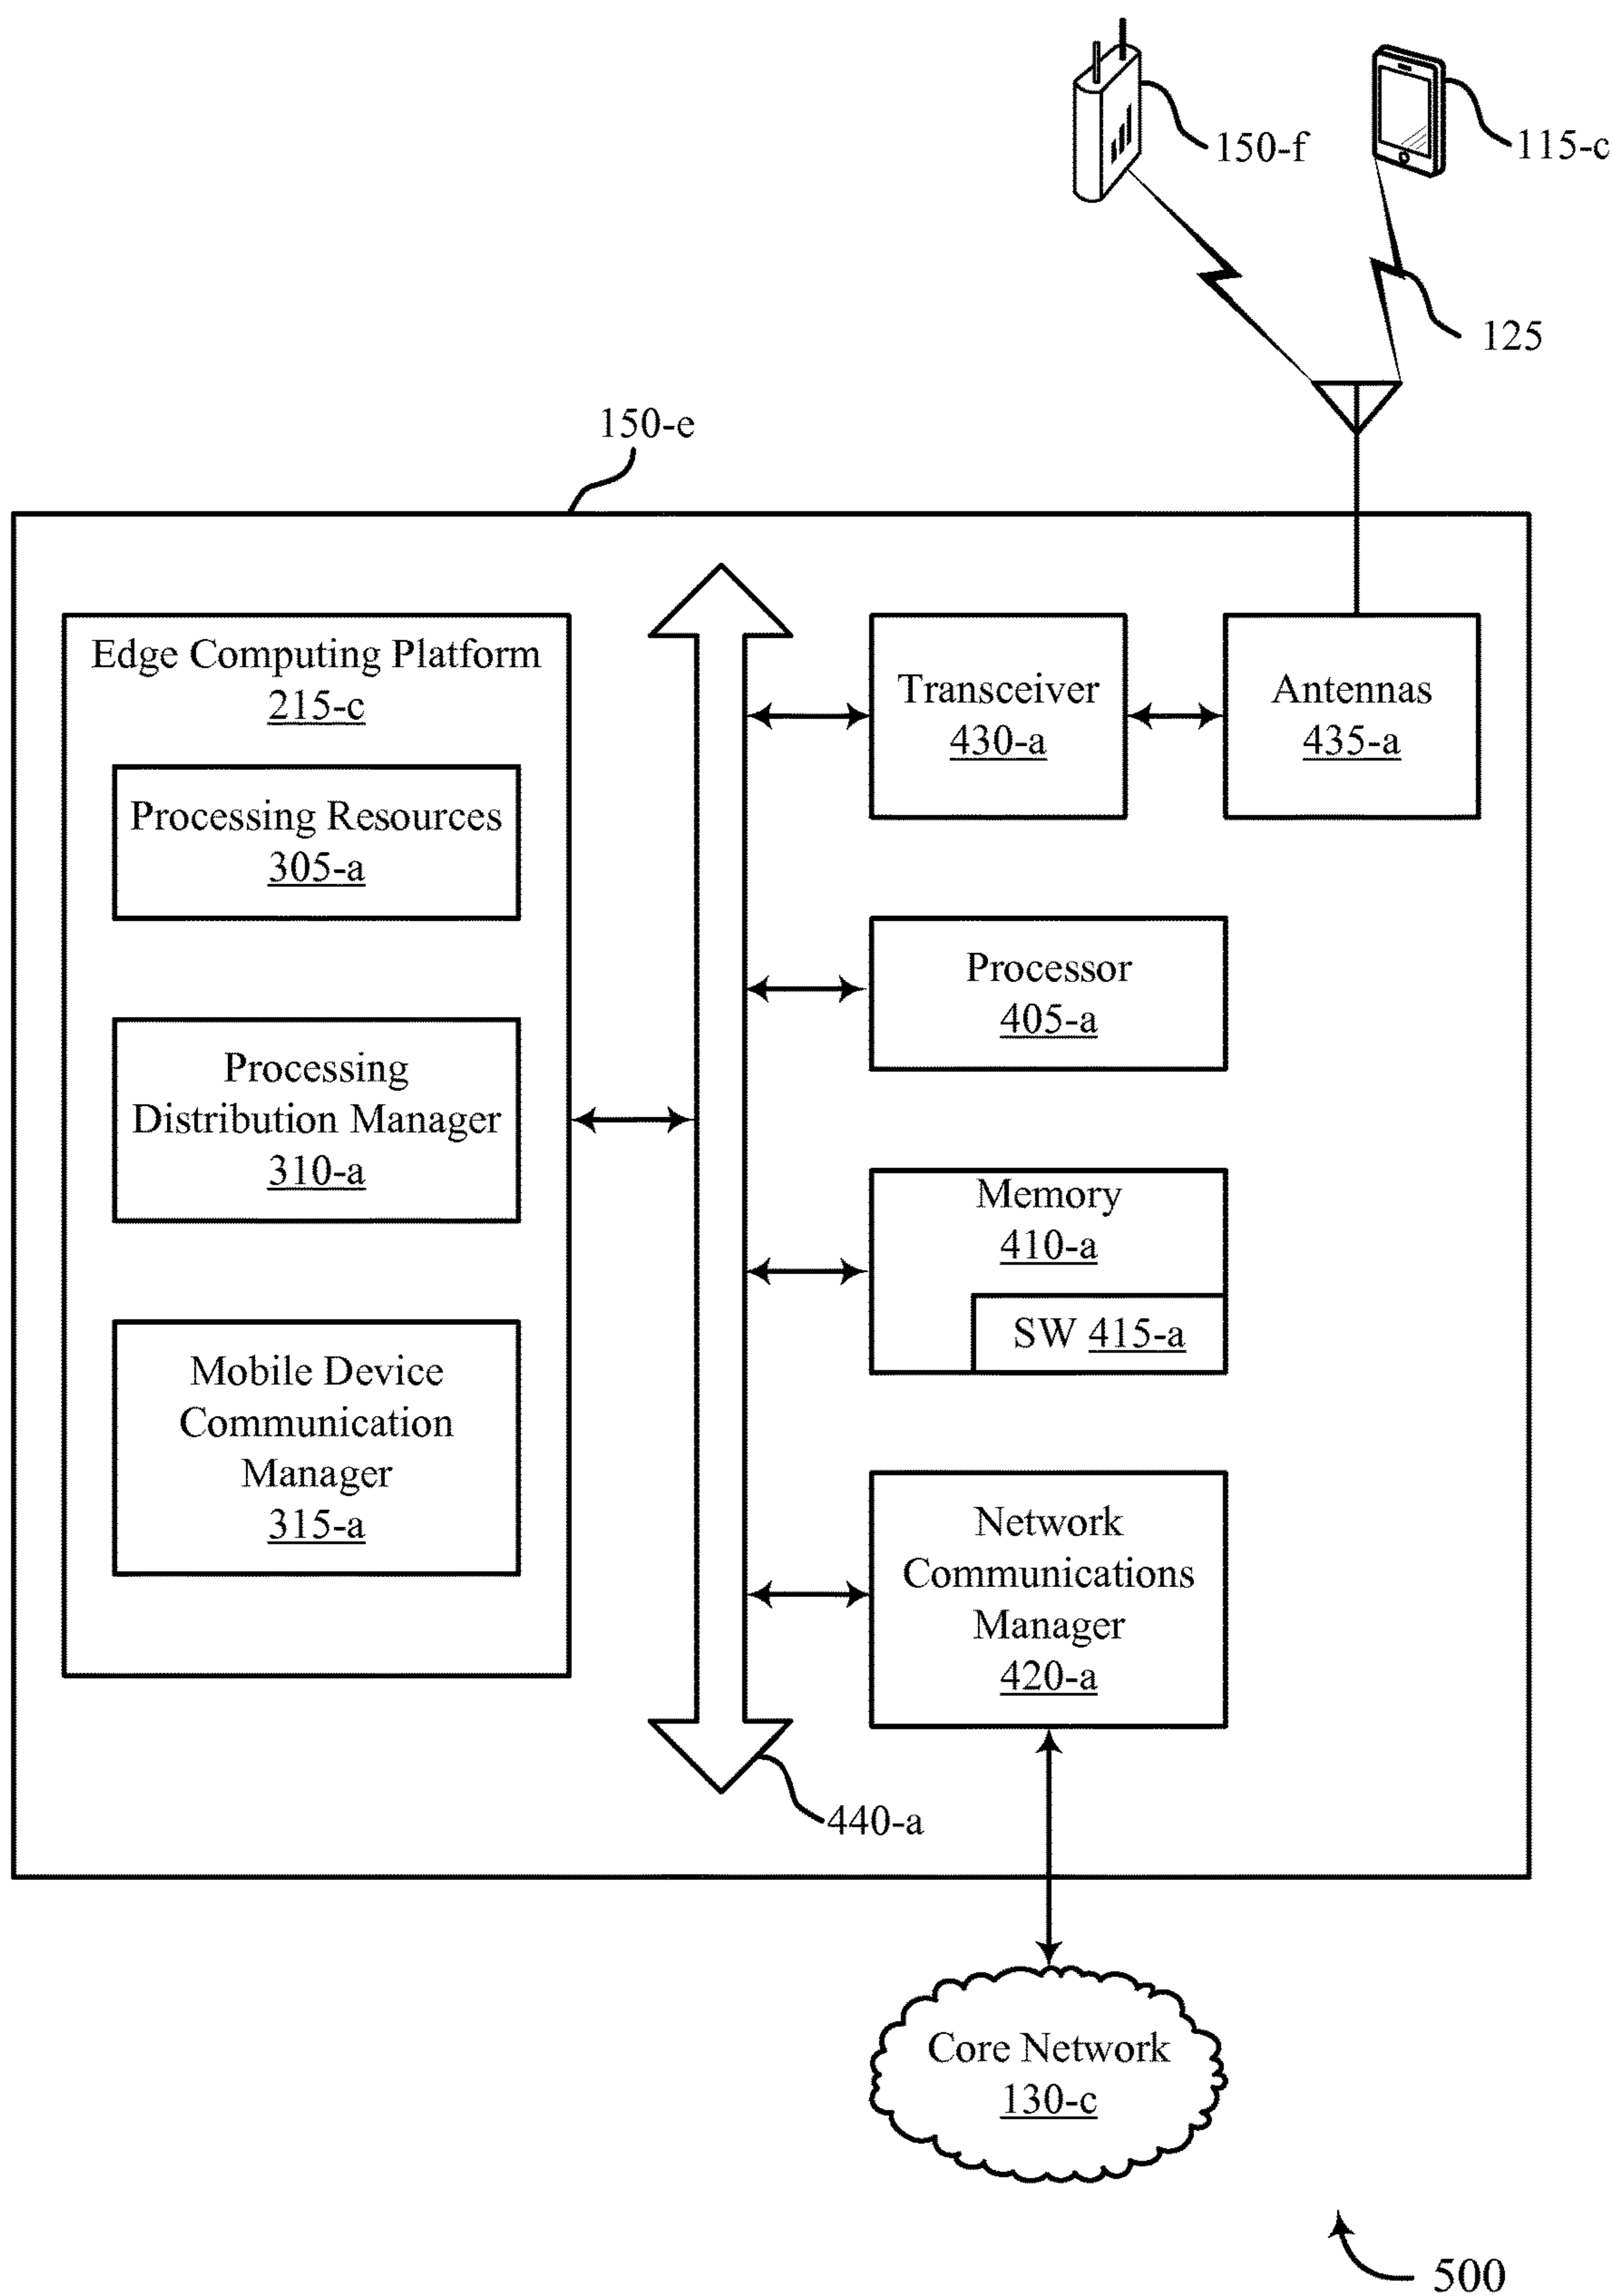 150-f
115-c
125
150-e
Edge Computing Platform
215-c
Processing Resources
305-a
Processing
Distribution Manager
310-a
Mobile Device
Communication
Manager
315-a
Transceiver
430-a
Antennas
435-a
Processor
405-a
Memory
410-a
SW 415-a
Network
Communications
Manager
420-a
440-a
Core Network
130-c
500